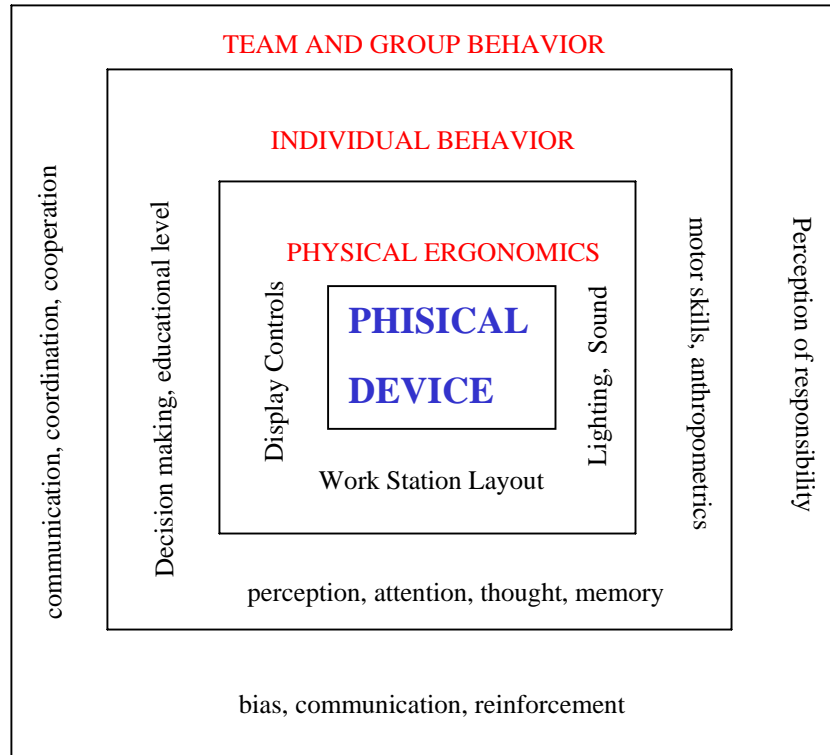 TEAM AND GROUP BEHAVIOR
INDIVIDUAL BEHAVIOR
PHYSICAL ERGONOMICS
communication, coordination, cooperation
Decision making, educational level
Display Controls
PHISICAL
DEVICE
Lighting, Sound
motor skills, anthropometrics
Perception of responsibility
Work Station Layout
perception, attention, thought, memory
bias, communication, reinforcement